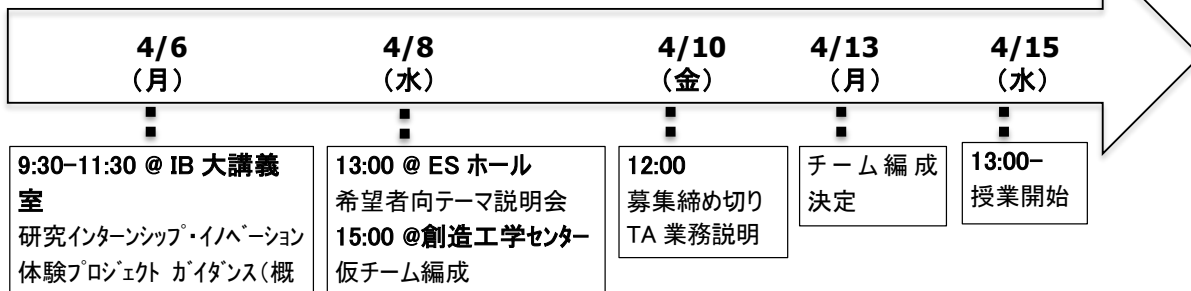 4/6
（月）
4/8
（水）
4/10
（金）
4/13
（月）
4/15
（水）
9:30-11:30 @ IB 大講義
室
研究ｲﾝﾀｰﾝｼｯﾌﾟ・ｲﾉﾍﾞｰｼｮﾝ
体験ﾌﾟﾛｼﾞｪｸﾄ ｶﾞｲﾀﾞﾝｽ（概
13:00 @ ES ホール
希望者向テーマ説明会
15:00 @創造工学センター
仮チーム編成
12:00
募集締め切り
TA 業務説明
チーム編成
決定
13:00-
授業開始